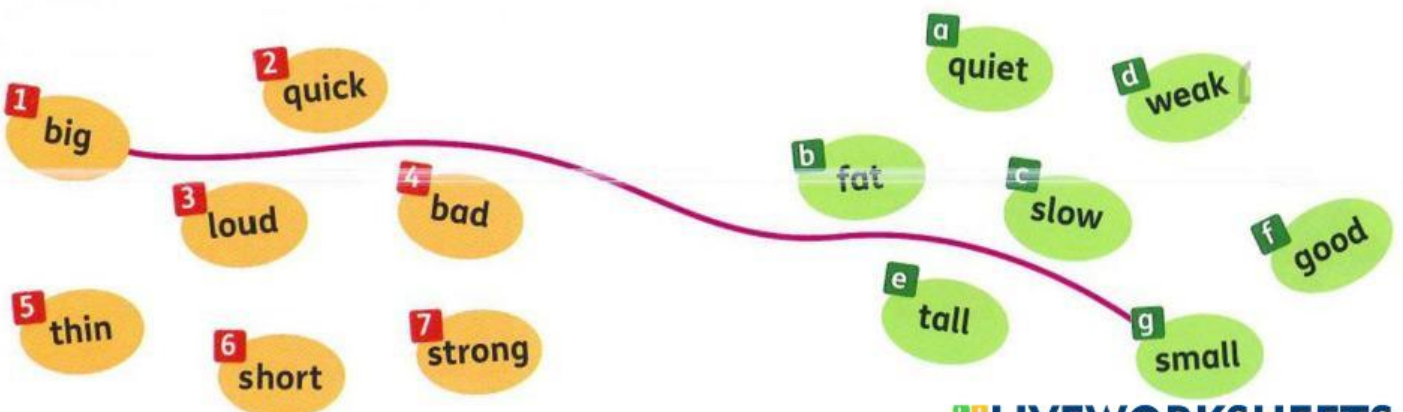 1 big
2 quick
3 loud
4 bad
5 thin
6 short
7 strong
a quiet
b fat
c slow
d weak
e tall
f good
g small
LIVEWORKSHEETS